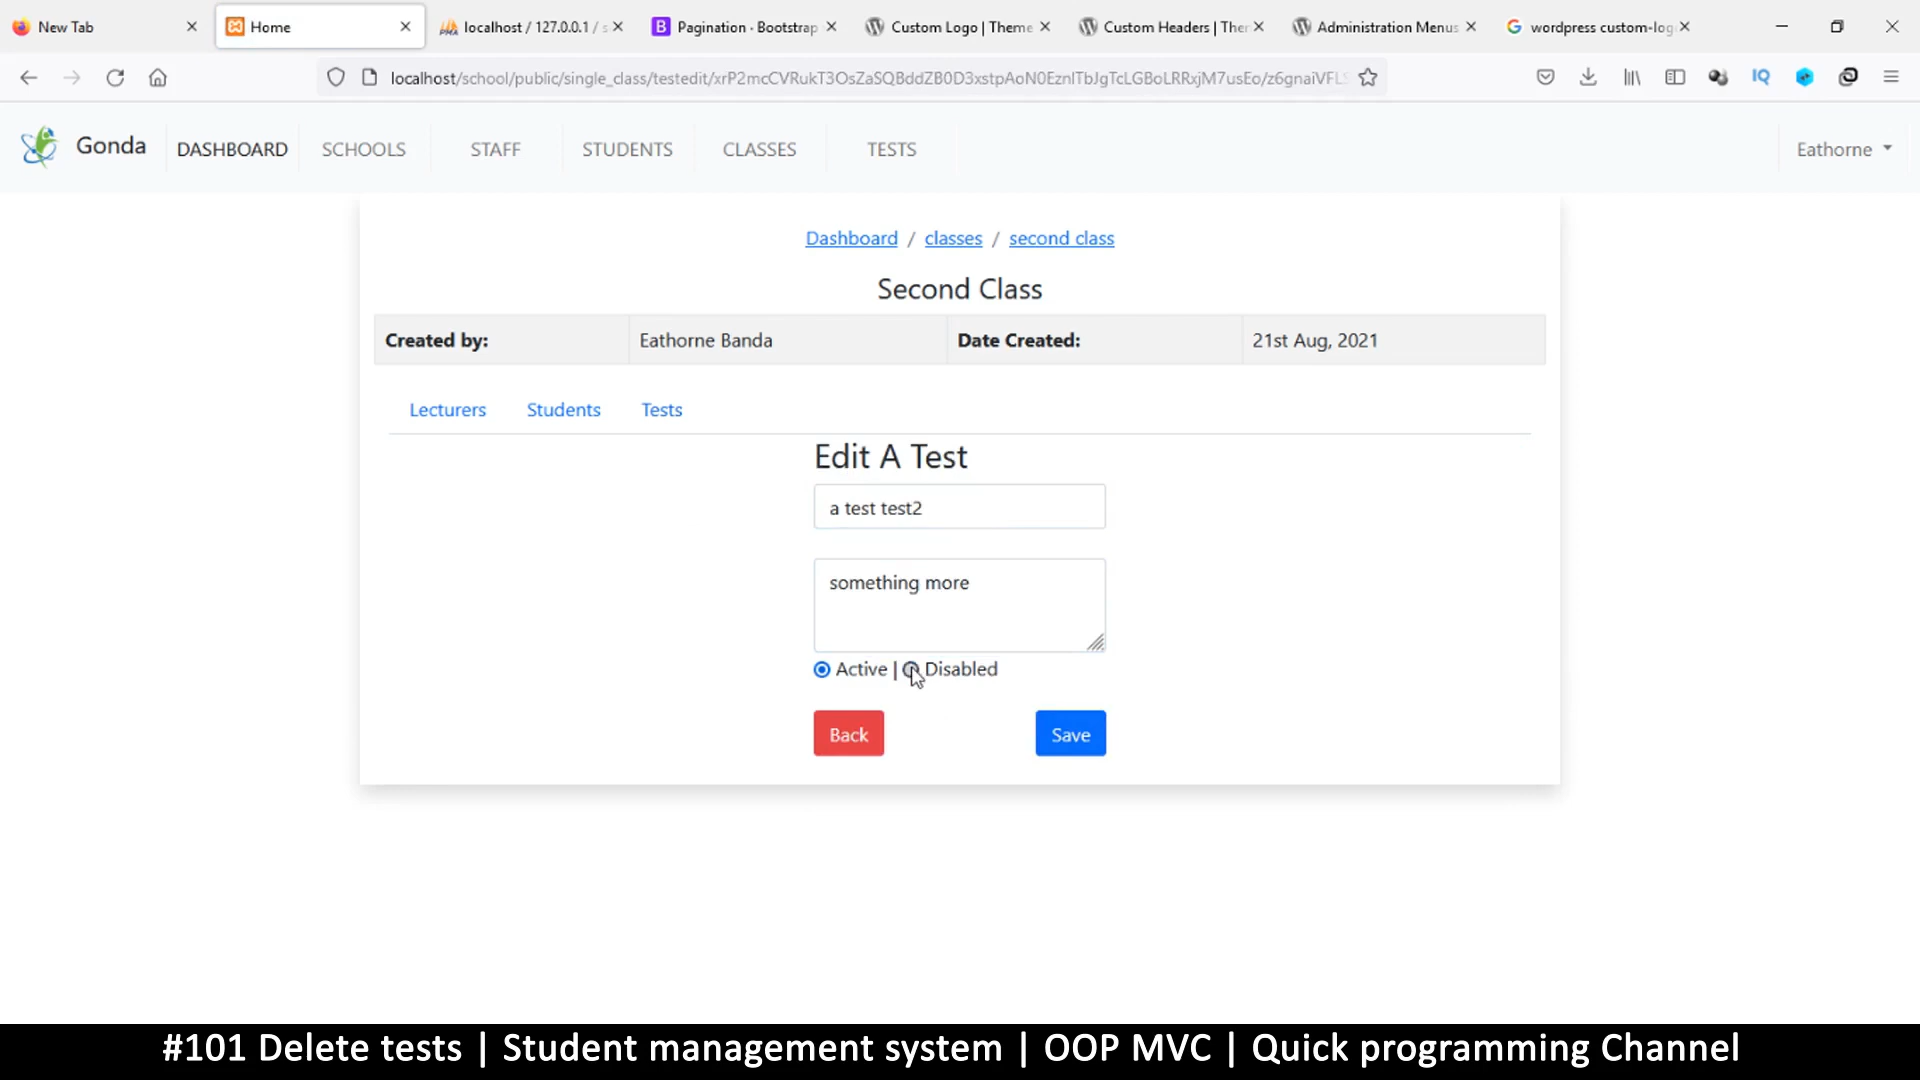 New Tab
Home
localhost / 127.0.0.1 / s
Pagination · Bootstrap
Custom Logo | Theme
Custom Headers | Ther
Administration Menus
wordpress custom-log
localhost/school/public/single_class/testedit/
IQ
Gonda
DASHBOARD
SCHOOLS
STAFF
STUDENTS
CLASSES
TESTS
Eathorne
Dashboard / classes / second class
Second Class
Created by: Eathorne Banda Date Created: 21st Aug, 2021
Lecturers Students Tests
Edit A Test
a test test2
something more
Active | Disabled
Back Save
#101 Delete tests | Student management system | OOP MVC | Quick programming Channel